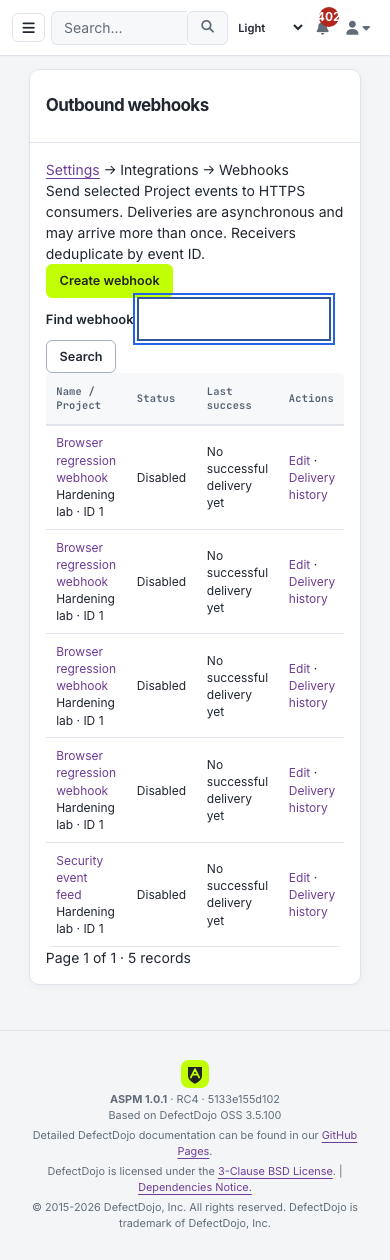 Search...
Light
402
Outbound webhooks
Settings → Integrations → Webhooks
Send selected Project events to HTTPS
consumers. Deliveries are asynchronous and
may arrive more than once. Receivers
deduplicate by event ID.
Create webhook
Find webhook
Search
Name / Project
Status
Last success
Actions
Browser regression webhook
Hardening lab · ID 1
Disabled
No successful delivery yet
Edit · Delivery history
Browser regression webhook
Hardening lab · ID 1
Disabled
No successful delivery yet
Edit · Delivery history
Browser regression webhook
Hardening lab · ID 1
Disabled
No successful delivery yet
Edit · Delivery history
Browser regression webhook
Hardening lab · ID 1
Disabled
No successful delivery yet
Edit · Delivery history
Security event feed
Hardening lab · ID 1
Disabled
No successful delivery yet
Edit · Delivery history
Page 1 of 1 · 5 records
ASPM 1.0.1 · RC4 · 5133e155d102
Based on DefectDojo OSS 3.5.100
Detailed DefectDojo documentation can be found in our GitHub
Pages.
DefectDojo is licensed under the 3-Clause BSD License. |
Dependencies Notice.
© 2015-2026 DefectDojo, Inc. All rights reserved. DefectDojo is
trademark of DefectDojo, Inc.